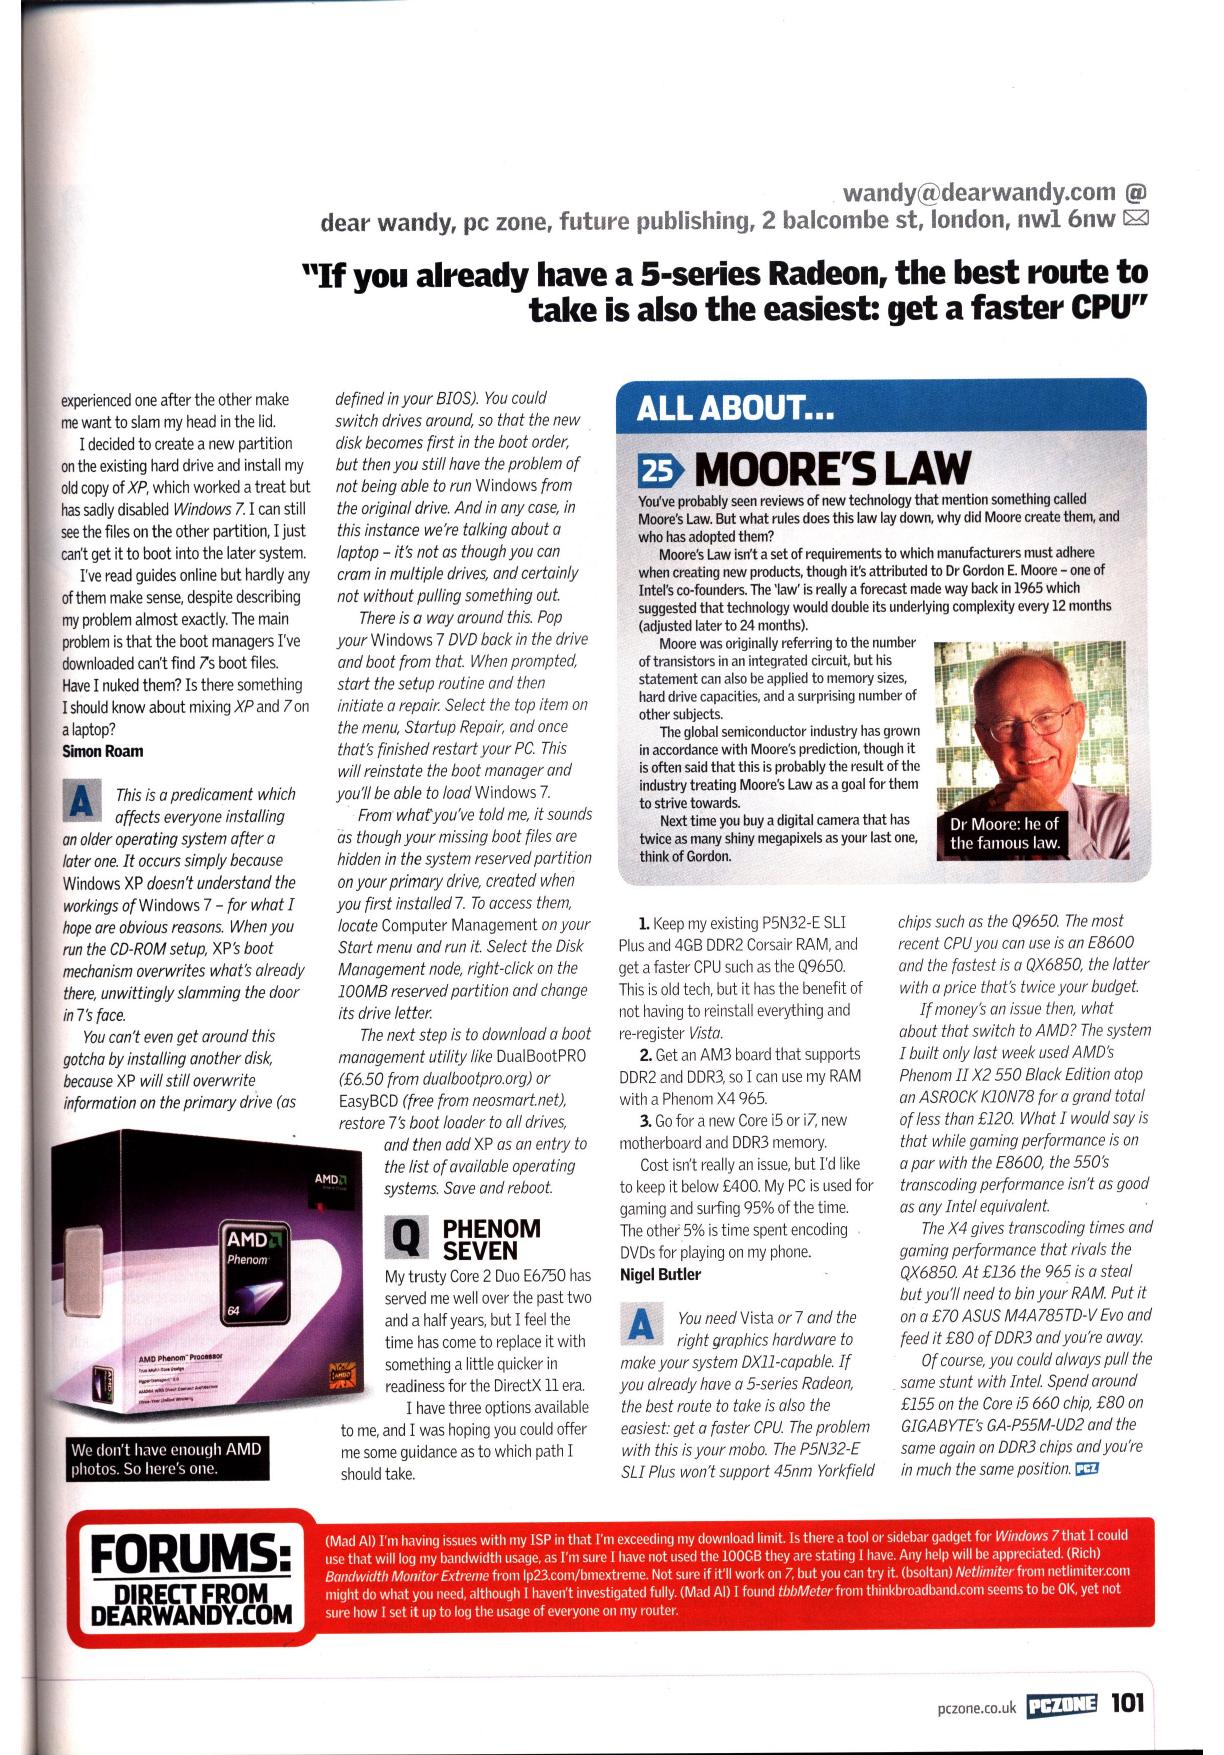 wandy@dearwandy.com @
dear wandy, pc zone, future publishing, 2 balcombe st, london, nw1 6nw
"If you already have a 5-series Radeon, the best route to
take is also the easiest: get a faster CPU"
experienced one after the other make
me want to slam my head in the lid.
I decided to create a new partition
on the existing hard drive and install my
old copy of XP, which worked a treat but
has sadly disabled Windows 7. I can still
see the files on the other partition, I just
can't get it to boot into the later system.
I've read guides online but hardly any
of them make sense, despite describing
my problem almost exactly. The main
problem is that the boot managers I've
downloaded can't find 7's boot files.
Have I nuked them? Is there something
I should know about mixing XP and 7 on
a laptop?
Simon Roam
A This is a predicament which
affects everyone installing
an older operating system after a
later one. It occurs simply because
Windows XP doesn't understand the
workings of Windows 7 – for what I
hope are obvious reasons. When you
run the CD-ROM setup, XP's boot
mechanism overwrites what's already
there, unwittingly slamming the door
in 7's face.
You can't even get around this
gotcha by installing another disk,
because XP will still overwrite
information on the primary drive (as
defined in your BIOS). You could
switch drives around, so that the new
disk becomes first in the boot order,
but then you still have the problem of
not being able to run Windows from
the original drive. And in any case, in
this instance we're talking about a
laptop – it's not as though you can
cram in multiple drives, and certainly
not without pulling something out.
There is a way around this. Pop
your Windows 7 DVD back in the drive
and boot from that. When prompted,
start the setup routine and then
initiate a repair. Select the top item on
the menu, Startup Repair, and once
that's finished restart your PC. This
will reinstate the boot manager and
you'll be able to load Windows 7.
From what you've told me, it sounds
as though your missing boot files are
hidden in the system reserved partition
on your primary drive, created when
you first installed 7. To access them,
locate Computer Management on your
Start menu and run it. Select the Disk
Management node, right-click on the
100MB reserved partition and change
its drive letter.
The next step is to download a boot
management utility like DualBootPRO
(£6.50 from dualbootpro.org) or
EasyBCD (free from neosmart.net),
restore 7's boot loader to all drives,
and then add XP as an entry to
the list of available operating
systems. Save and reboot.
AMD
AMD
Phenom
64
AMD Phenom™ Processor
AMD
We don't have enough AMD
photos. So here's one.
Q PHENOM
SEVEN
My trusty Core 2 Duo E6750 has
served me well over the past two
and a half years, but I feel the
time has come to replace it with
something a little quicker in
readiness for the DirectX 11 era.
I have three options available
to me, and I was hoping you could offer
me some guidance as to which path I
should take.
ALL ABOUT...
25 MOORE'S LAW
You've probably seen reviews of new technology that mention something called
Moore's Law. But what rules does this law lay down, why did Moore create them, and
who has adopted them?
Moore's Law isn't a set of requirements to which manufacturers must adhere
when creating new products, though it's attributed to Dr Gordon E. Moore – one of
Intel's co-founders. The 'law' is really a forecast made way back in 1965 which
suggested that technology would double its underlying complexity every 12 months
(adjusted later to 24 months).
Moore was originally referring to the number
of transistors in an integrated circuit, but his
statement can also be applied to memory sizes,
hard drive capacities, and a surprising number of
other subjects.
The global semiconductor industry has grown
in accordance with Moore's prediction, though it
is often said that this is probably the result of the
industry treating Moore's Law as a goal for them
to strive towards.
Next time you buy a digital camera that has
twice as many shiny megapixels as your last one,
think of Gordon.
Dr Moore: he of
the famous law.
1. Keep my existing P5N32-E SLI
Plus and 4GB DDR2 Corsair RAM, and
get a faster CPU such as the Q9650.
This is old tech, but it has the benefit of
not having to reinstall everything and
re-register Vista.
2. Get an AM3 board that supports
DDR2 and DDR3, so I can use my RAM
with a Phenom X4 965.
3. Go for a new Core i5 or i7, new
motherboard and DDR3 memory.
Cost isn't really an issue, but I'd like
to keep it below £400. My PC is used for
gaming and surfing 95% of the time.
The other 5% is time spent encoding
DVDs for playing on my phone.
Nigel Butler
A You need Vista or 7 and the
right graphics hardware to
make your system DX11-capable. If
you already have a 5-series Radeon,
the best route to take is also the
easiest: get a faster CPU. The problem
with this is your mobo. The P5N32-E
SLI Plus won't support 45nm Yorkfield
chips such as the Q9650. The most
recent CPU you can use is an E8600
and the fastest is a QX6850, the latter
with a price that's twice your budget.
If money's an issue then, what
about that switch to AMD? The system
I built only last week used AMD's
Phenom II X2 550 Black Edition atop
an ASROCK K10N78 for a grand total
of less than £120. What I would say is
that while gaming performance is on
a par with the E8600, the 550's
transcoding performance isn't as good
as any Intel equivalent.
The X4 gives transcoding times and
gaming performance that rivals the
QX6850. At £136 the 965 is a steal
but you'll need to bin your RAM. Put it
on a £70 ASUS M4A785TD-V Evo and
feed it £80 of DDR3 and you're away.
Of course, you could always pull the
same stunt with Intel. Spend around
£155 on the Core i5 660 chip, £80 on
GIGABYTE's GA-P55M-UD2 and the
same again on DDR3 chips and you're
in much the same position. PCZ
FORUMS:
DIRECT FROM
DEARWANDY.COM
(Mad Al) I'm having issues with my ISP in that I'm exceeding my download limit. Is there a tool or sidebar gadget for Windows 7 that I could
use that will log my bandwidth usage, as I'm sure I have not used the 100GB they are stating I have. Any help will be appreciated. (Rich)
Bandwidth Monitor Extreme from lp23.com/bmextreme. Not sure if it'll work on 7, but you can try it. (bsoltan) Netlimiter from netlimiter.com
might do what you need, although I haven't investigated fully. (Mad Al) I found tbbMeter from thinkbroadband.com seems to be OK, yet not
sure how I set it up to log the usage of everyone on my router.
pczone.co.uk PCZONE 101